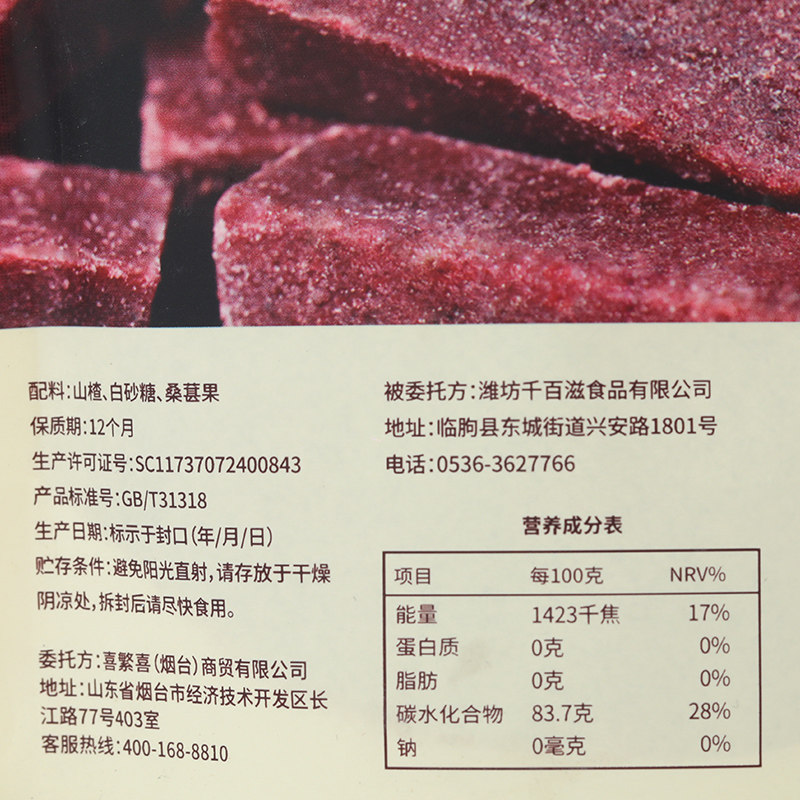 配料:山楂、白砂糖、桑葚果
保质期:12个月
生产许可证号:SC11737072400843
产品标准号:GB/T31318
生产日期:标示于封口(年/月/日)
贮存条件:避免阳光直射,请存放于干燥
阴凉处,拆封后请尽快食用。
委托方:喜繁喜(烟台)商贸有限公司
地址:山东省烟台市经济技术开发区长
江路77号403室
客服热线:400-168-8810
被委托方:潍坊千百滋食品有限公司
地址:临朐县东城街道兴安路1801号
电话:0536-3627766
营养成分表
项目 每100克 NRV%
能量 1423千焦 17%
蛋白质 0克 0%
脂肪 0克 0%
碳水化合物 83.7克 28%
钠 0毫克 0%